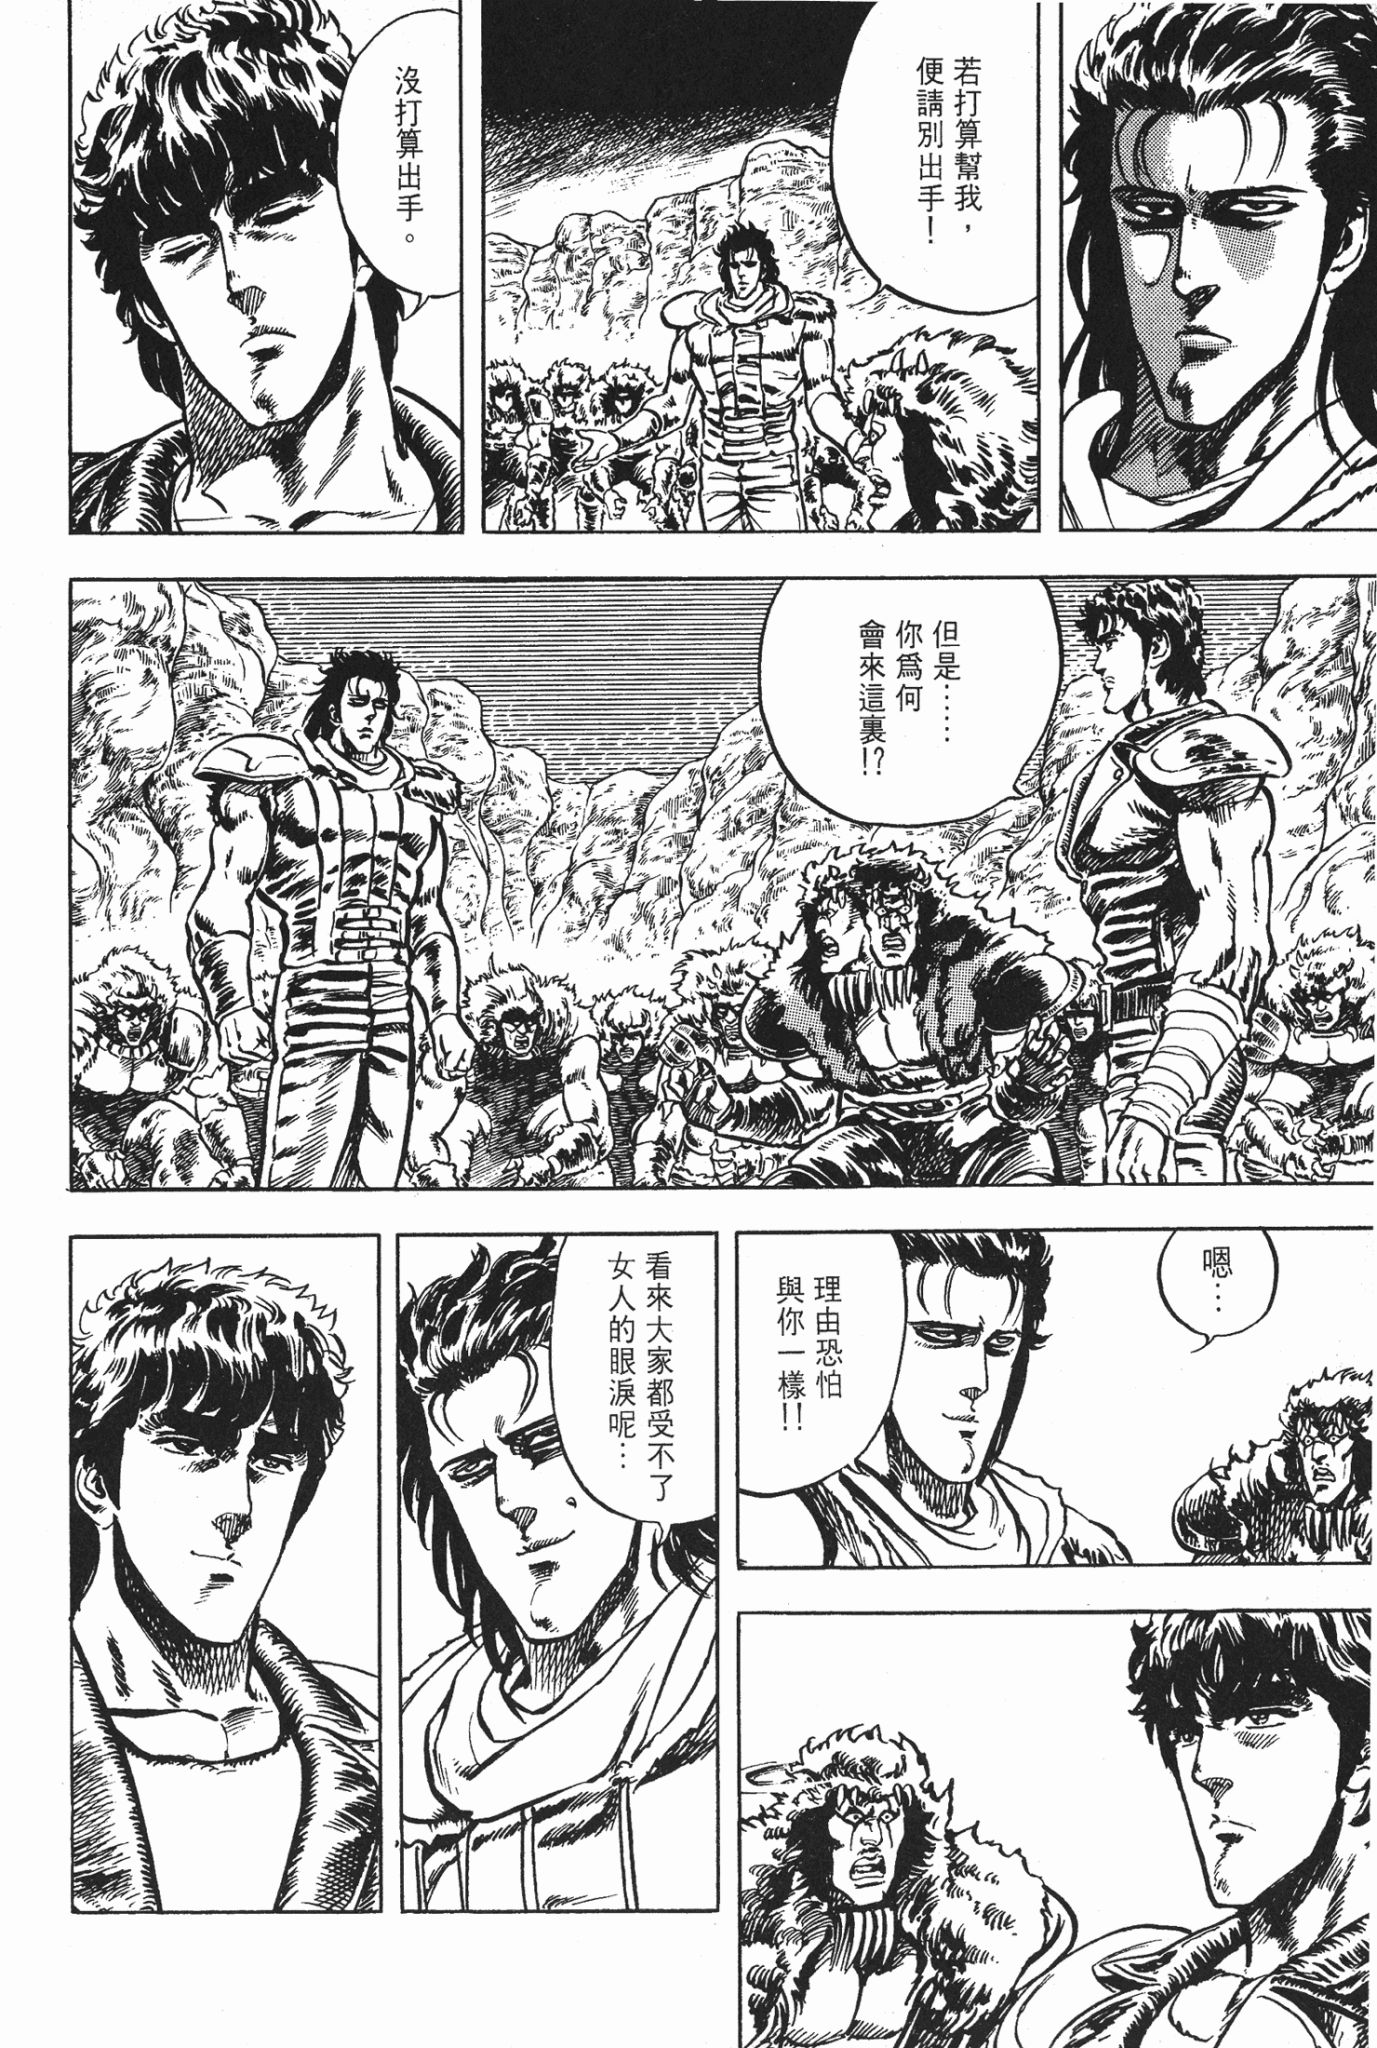 若打算幫我，
便請別出手！
沒打算出手。
但是……
你爲何
會來這裏!?
嗯…
理由恐怕
與你一樣!!
看來大家都受不了
女人的眼淚呢…